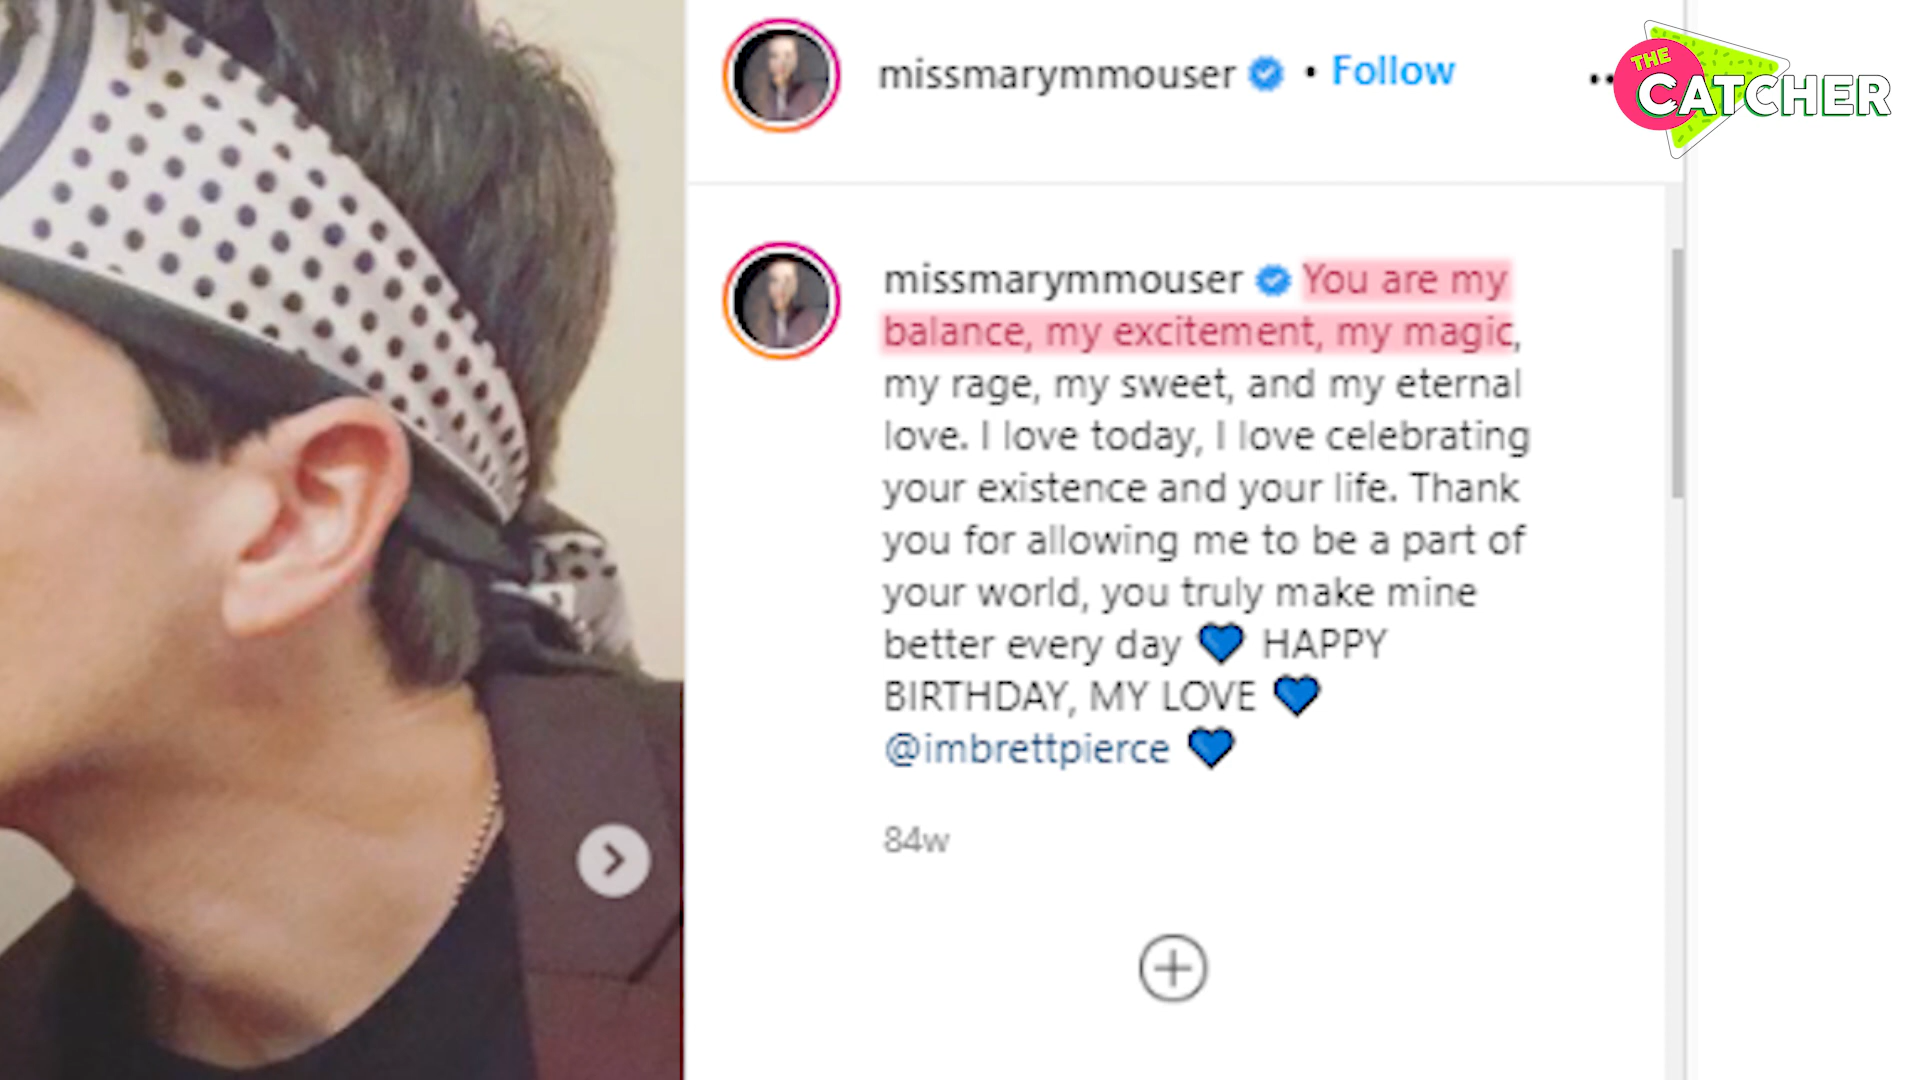 missmarymmouser • Follow
THE
CATCHER
missmarymmouser You are my
balance, my excitement, my magic,
my rage, my sweet, and my eternal
love. I love today, I love celebrating
your existence and your life. Thank
you for allowing me to be a part of
your world, you truly make mine
better every day 💙 HAPPY
BIRTHDAY, MY LOVE 💙
@imbrettpierce 💙
84w